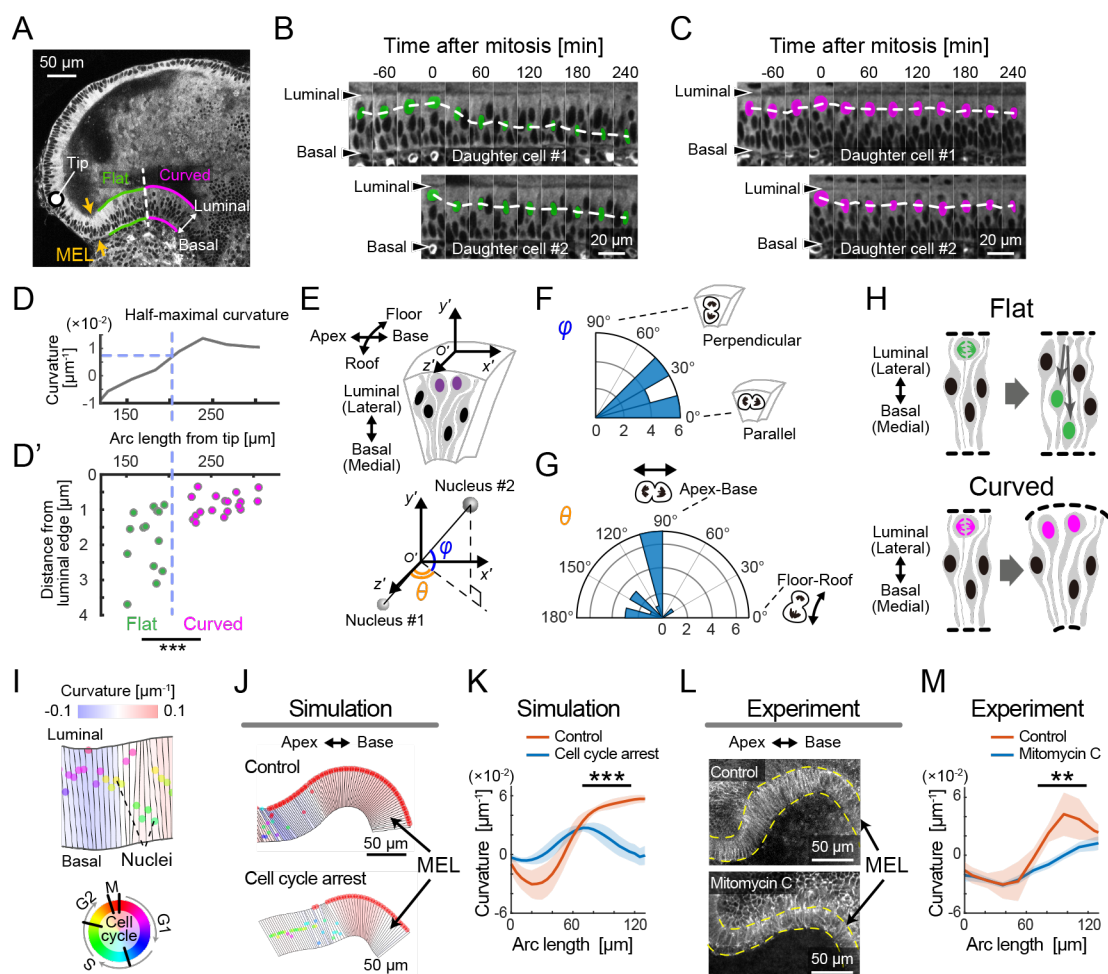 A
50 µm
Tip
Flat
Curved
Luminal
Basal
MEL
B
Time after mitosis [min]
-60 0 60 120 180 240
Luminal
Basal
Daughter cell #1
Luminal
Basal
Daughter cell #2
20 µm
C
Time after mitosis [min]
-60 0 60 120 180 240
Luminal
Basal
Daughter cell #1
Luminal
Basal
Daughter cell #2
20 µm
D
(×10⁻²)
Half-maximal curvature
Curvature [µm⁻¹]
1
0
-1
150 250
Arc length from tip [µm]
D'
150 250
Distance from luminal edge [µm]
0
1
2
3
4
Flat Curved
***
E
Floor
Apex Base
Roof
Luminal (Lateral)
Basal (Medial)
y'
O'
x'
z'
Nucleus #2
y'
φ
O'
x'
z'
θ
Nucleus #1
F
φ
90°
60°
30°
0°
0 2 4 6
Perpendicular
Parallel
G
θ
Apex-Base
90°
120° 60°
150° 30°
180° 0°
0 2 4 6
Floor-Roof
H
Flat
Luminal (Lateral)
Basal (Medial)
Curved
Luminal (Lateral)
Basal (Medial)
I
Curvature [µm⁻¹]
-0.1 0.1
Luminal
Basal Nuclei
M
G2
G1
S
Cell cycle
J
Simulation
Apex Base
Control
50 µm
MEL
Cell cycle arrest
50 µm
K
Simulation
Control
Cell cycle arrest
(×10⁻²)
***
Curvature [µm⁻¹]
6
0
-6
0 60 120
Arc length [µm]
L
Experiment
Apex Base
Control
50 µm
MEL
Mitomycin C
50 µm
M
Experiment
Control
Mitomycin C
(×10⁻²)
**
Curvature [µm⁻¹]
6
0
-6
0 60 120
Arc length [µm]